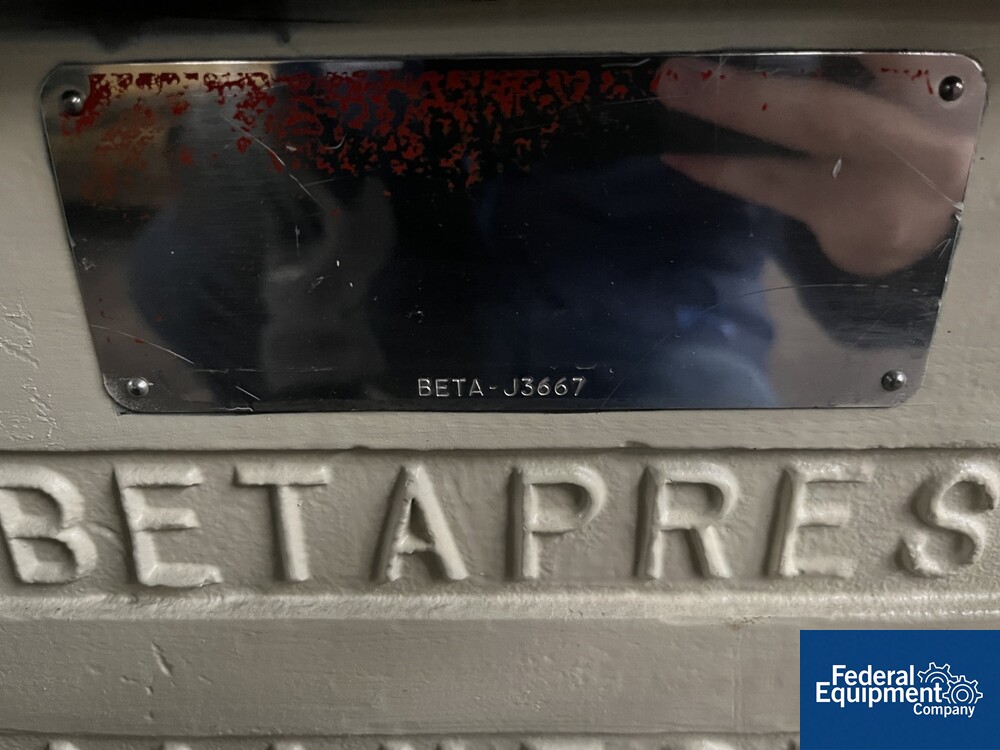 BETA-J3667
BETAPRES
Federal
Equipment
Company